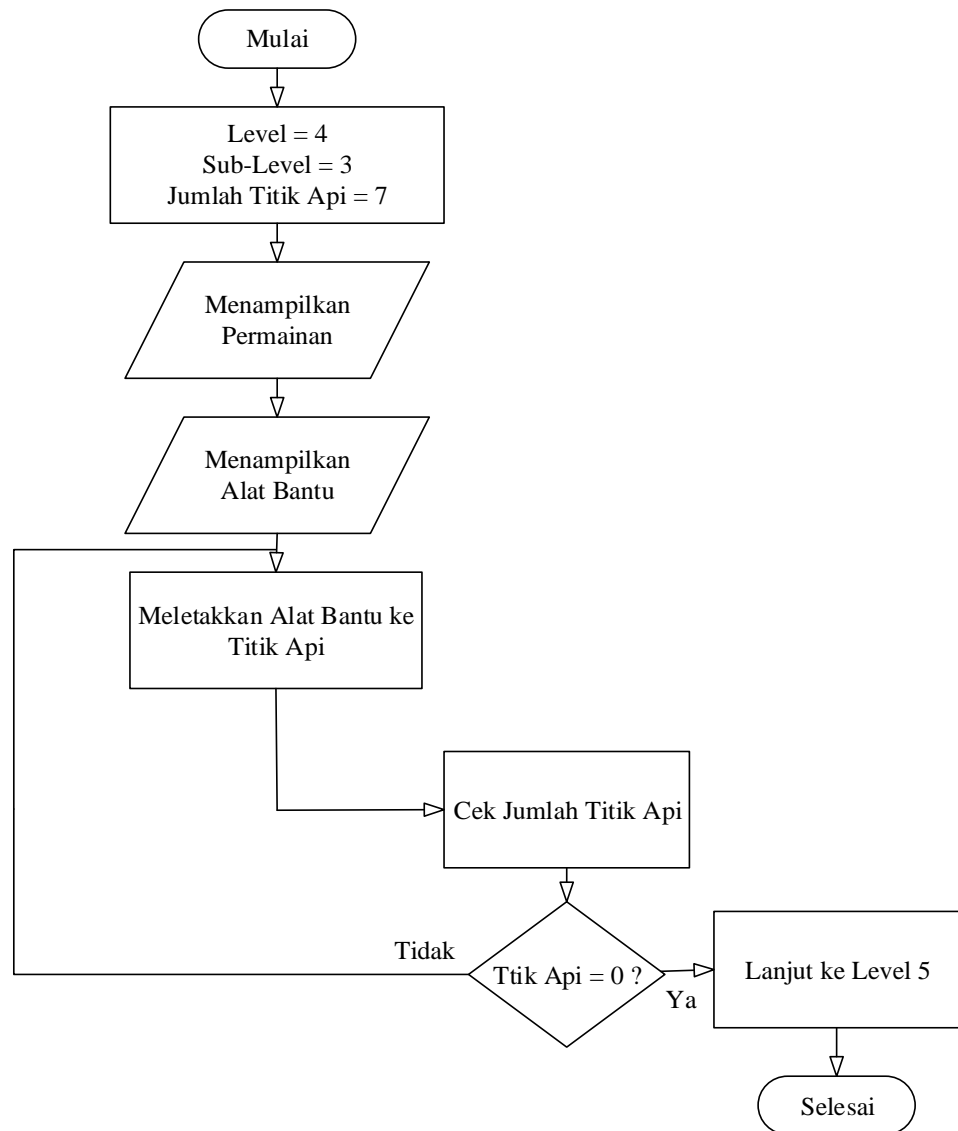 Mulai
Level = 4
Sub-Level = 3
Jumlah Titik Api = 7
Menampilkan
Permainan
Menampilkan
Alat Bantu
Meletakkan Alat Bantu ke
Titik Api
Cek Jumlah Titik Api
Tidak
Ttik Api = 0 ?
Ya
Lanjut ke Level 5
Selesai